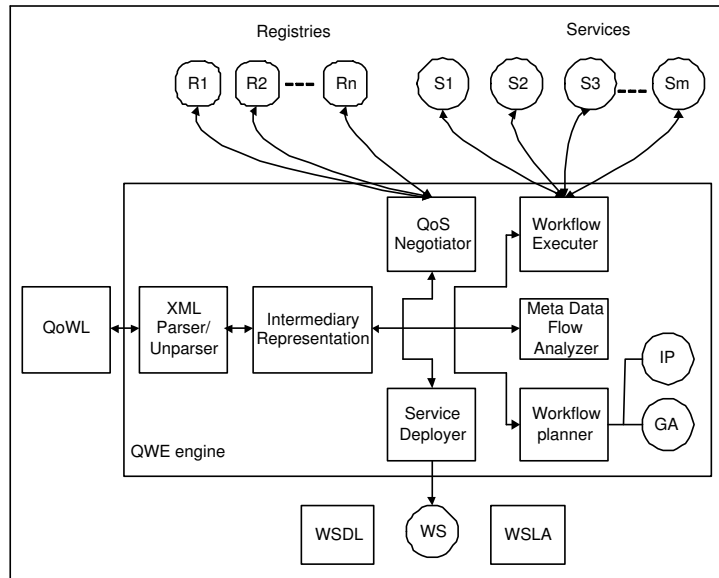 Registries
Services
R1
R2
Rn
S1
S2
S3
Sm
QoS
Negotiator
Workflow
Executer
QoWL
XML
Parser/
Unparser
Intermediary
Representation
Meta Data
Flow
Analyzer
IP
Service
Deployer
Workflow
planner
GA
QWE engine
WSDL
WS
WSLA